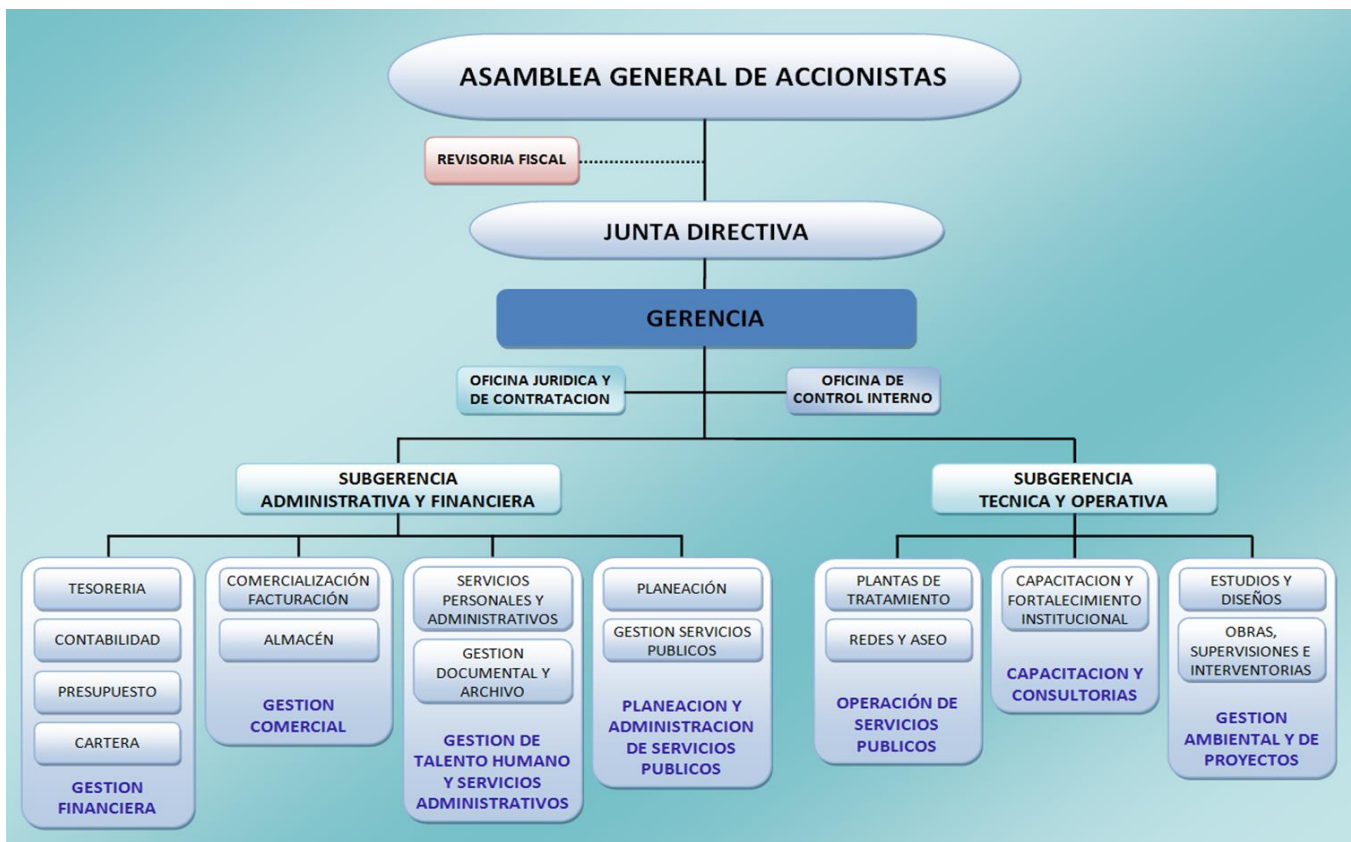 ASAMBLEA GENERAL DE ACCIONISTAS
REVISORIA FISCAL
JUNTA DIRECTIVA
GERENCIA
OFICINA JURIDICA Y
DE CONTRATACION
OFICINA DE
CONTROL INTERNO
SUBGERENCIA
ADMINISTRATIVA Y FINANCIERA
SUBGERENCIA
TECNICA Y OPERATIVA
TESORERIA
CONTABILIDAD
PRESUPUESTO
CARTERA
GESTION
FINANCIERA
COMERCIALIZACIÓN
FACTURACIÓN
ALMACÉN
GESTION
COMERCIAL
SERVICIOS
PERSONALES Y
ADMINISTRATIVOS
GESTION
DOCUMENTAL Y
ARCHIVO
GESTION DE
TALENTO HUMANO
Y SERVICIOS
ADMINISTRATIVOS
PLANEACIÓN
GESTION SERVICIOS
PUBLICOS
PLANEACION Y
ADMINISTRACION
DE SERVICIOS
PUBLICOS
PLANTAS DE
TRATAMIENTO
REDES Y ASEO
OPERACIÓN DE
SERVICIOS
PUBLICOS
CAPACITACION Y
FORTALECIMIENTO
INSTITUCIONAL
CAPACITACION Y
CONSULTORIAS
ESTUDIOS Y
DISEÑOS
OBRAS,
SUPERVISIONES E
INTERVENTORIAS
GESTION
AMBIENTAL Y DE
PROYECTOS